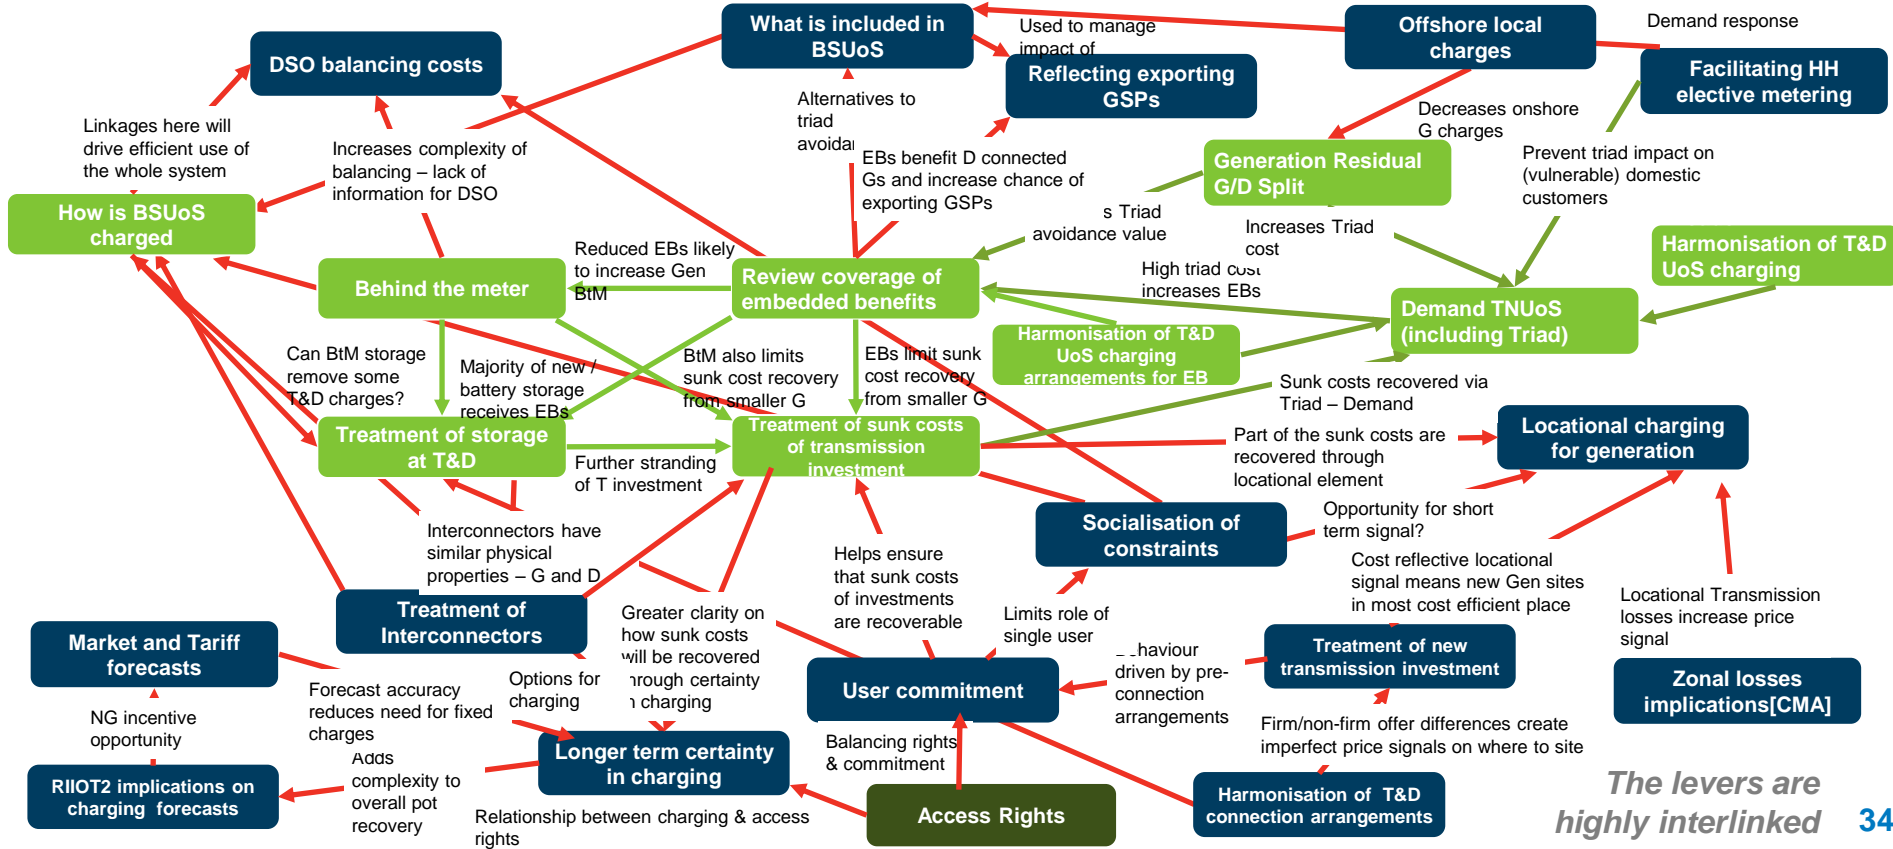 What is included in
BSUoS
Used to manage
impact of
Offshore local
charges
Demand response
DSO balancing costs
Reflecting exporting
GSPs
Facilitating HH
elective metering
Alternatives to
triad
Linkages here will
drive efficient use of
the whole system
Increases complexity of
balancing – lack of
information for DSO
EBs benefit D connected
Gs and increase chance of
exporting GSPs
Decreases onshore
G charges
Generation Residual
G/D Split
Prevent triad impact on
(vulnerable) domestic
customers
How is BSUoS
charged
Triad
avoidance value
Increases Triad
cost
Harmonisation of T&D
UoS charging
Behind the meter
Reduced EBs likely
to increase Gen
BtM
Review coverage of
embedded benefits
High triad cost
increases EBs
Demand TNUoS
(including Triad)
Harmonisation of T&D
UoS charging
arrangements for EB
Can BtM storage
remove some
T&D charges?
Majority of new /
battery storage
receives EBs
BtM also limits
sunk cost recovery
from smaller G
EBs limit sunk
cost recovery
from smaller G
Sunk costs recovered via
Triad – Demand
Treatment of storage
at T&D
Treatment of sunk costs
of transmission
investment
Further stranding
of T investment
Part of the sunk costs are
recovered through
locational element
Locational charging
for generation
Interconnectors have
similar physical
properties – G and D
Socialisation of
constraints
Opportunity for short
term signal?
Helps ensure
that sunk costs
of investments
are recoverable
Cost reflective locational
signal means new Gen sites
in most cost efficient place
Locational Transmission
losses increase price
signal
Treatment of
Interconnectors
Greater clarity on
how sunk costs
will be recovered
through certainty
in charging
Limits role of
single user
Market and Tariff
forecasts
Behaviour
driven by pre-
connection
arrangements
Treatment of new
transmission investment
User commitment
Zonal losses
implications[CMA]
Forecast accuracy
reduces need for fixed
charges
Options for
charging
NG incentive
opportunity
Firm/non-firm offer differences create
imperfect price signals on where to site
Balancing rights
& commitment
Longer term certainty
in charging
Adds
complexity to
overall pot
recovery
RIIOT2 implications on
charging forecasts
Relationship between charging & access
rights
Access Rights
Harmonisation of T&D
connection arrangements
The levers are
highly interlinked
34